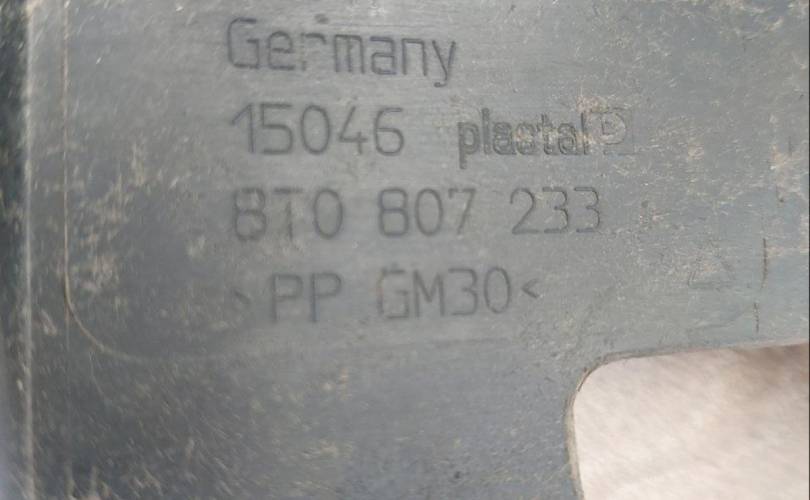 Germany
15046 plastal
8T0 807 233
>PP GM30<